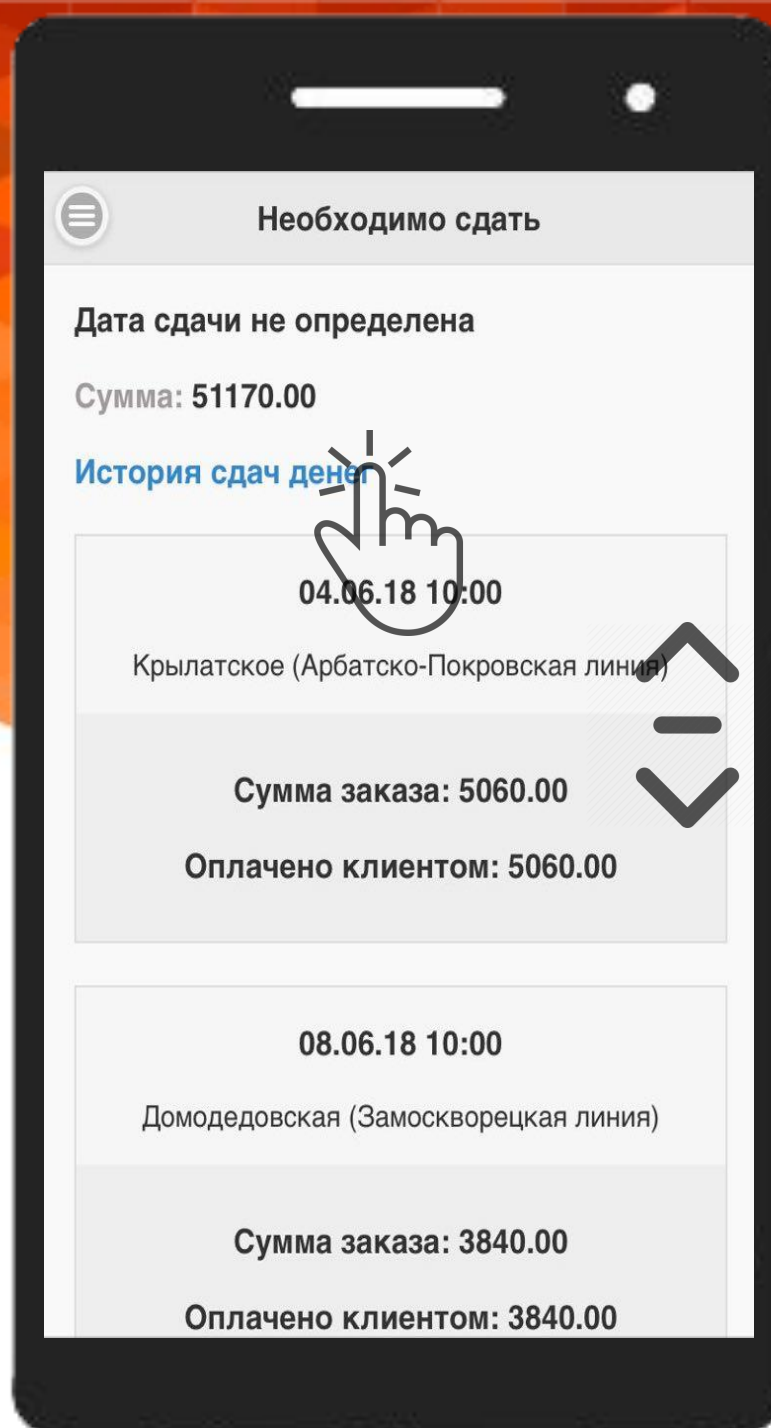 Необходимо сдать
Дата сдачи не определена
Сумма: 51170.00
История сдач денег
04.06.18 10:00
Крылатское (Арбатско-Покровская линия)
Сумма заказа: 5060.00
Оплачено клиентом: 5060.00
08.06.18 10:00
Домодедовская (Замоскворецкая линия)
Сумма заказа: 3840.00
Оплачено клиентом: 3840.00